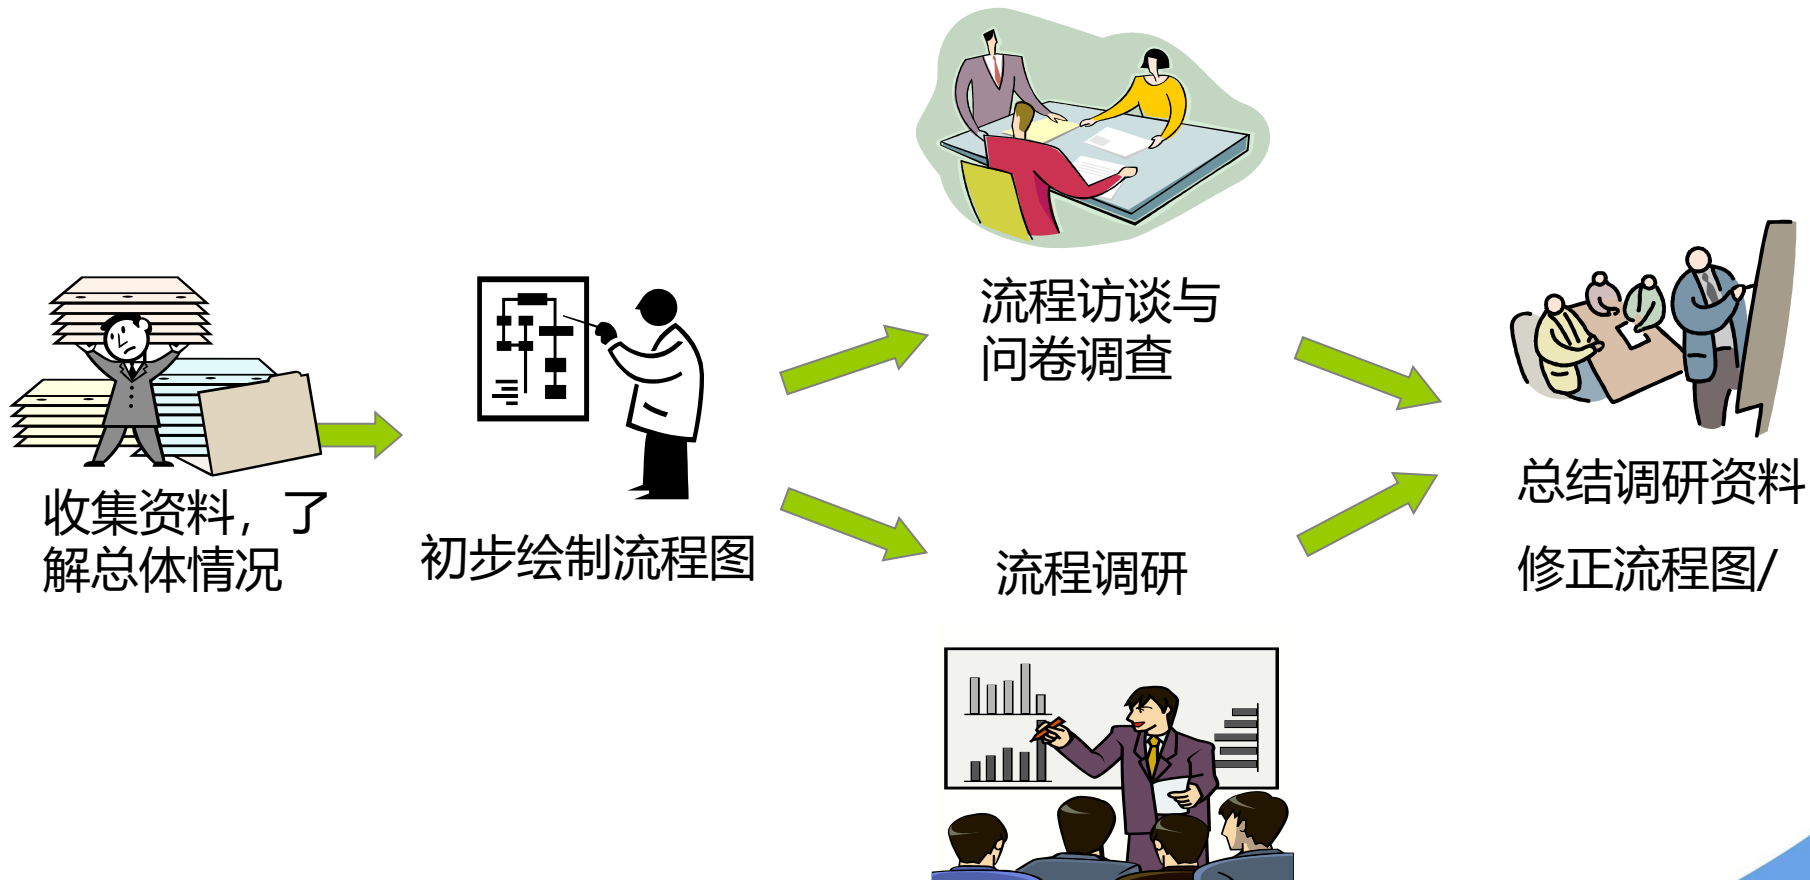 收集资料，了
解总体情况
初步绘制流程图
流程访谈与
问卷调查
流程调研
总结调研资料
修正流程图/